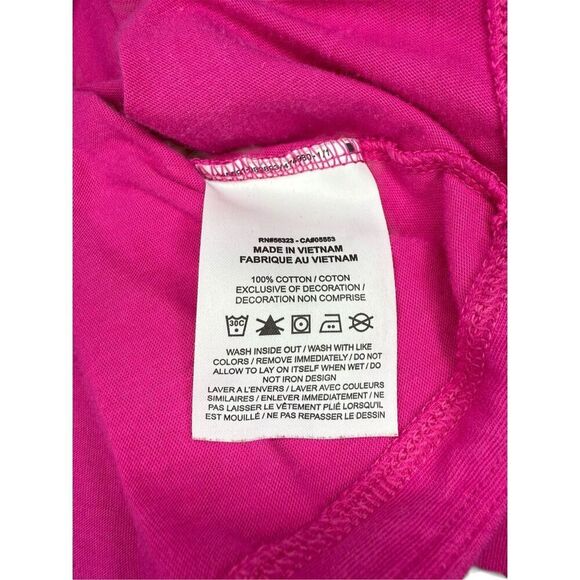 RN#56323 - CA#05553
MADE IN VIETNAM
FABRIQUE AU VIETNAM
100% COTTON / COTON
EXCLUSIVE OF DECORATION /
DECORATION NON COMPRISE
30C
WASH INSIDE OUT / WASH WITH LIKE
COLORS / REMOVE IMMEDIATELY / DO NOT
ALLOW TO LAY ON ITSELF WHEN WET / DO
NOT IRON DESIGN
LAVER A L'ENVERS / LAVER AVEC COULEURS
SIMILAIRES / ENLEVER IMMEDIATEMENT / NE
PAS LAISSER LE VÊTEMENT PLIÉ LORSQU'IL
EST MOUILLÉ / NE PAS REPASSER LE DESSIN